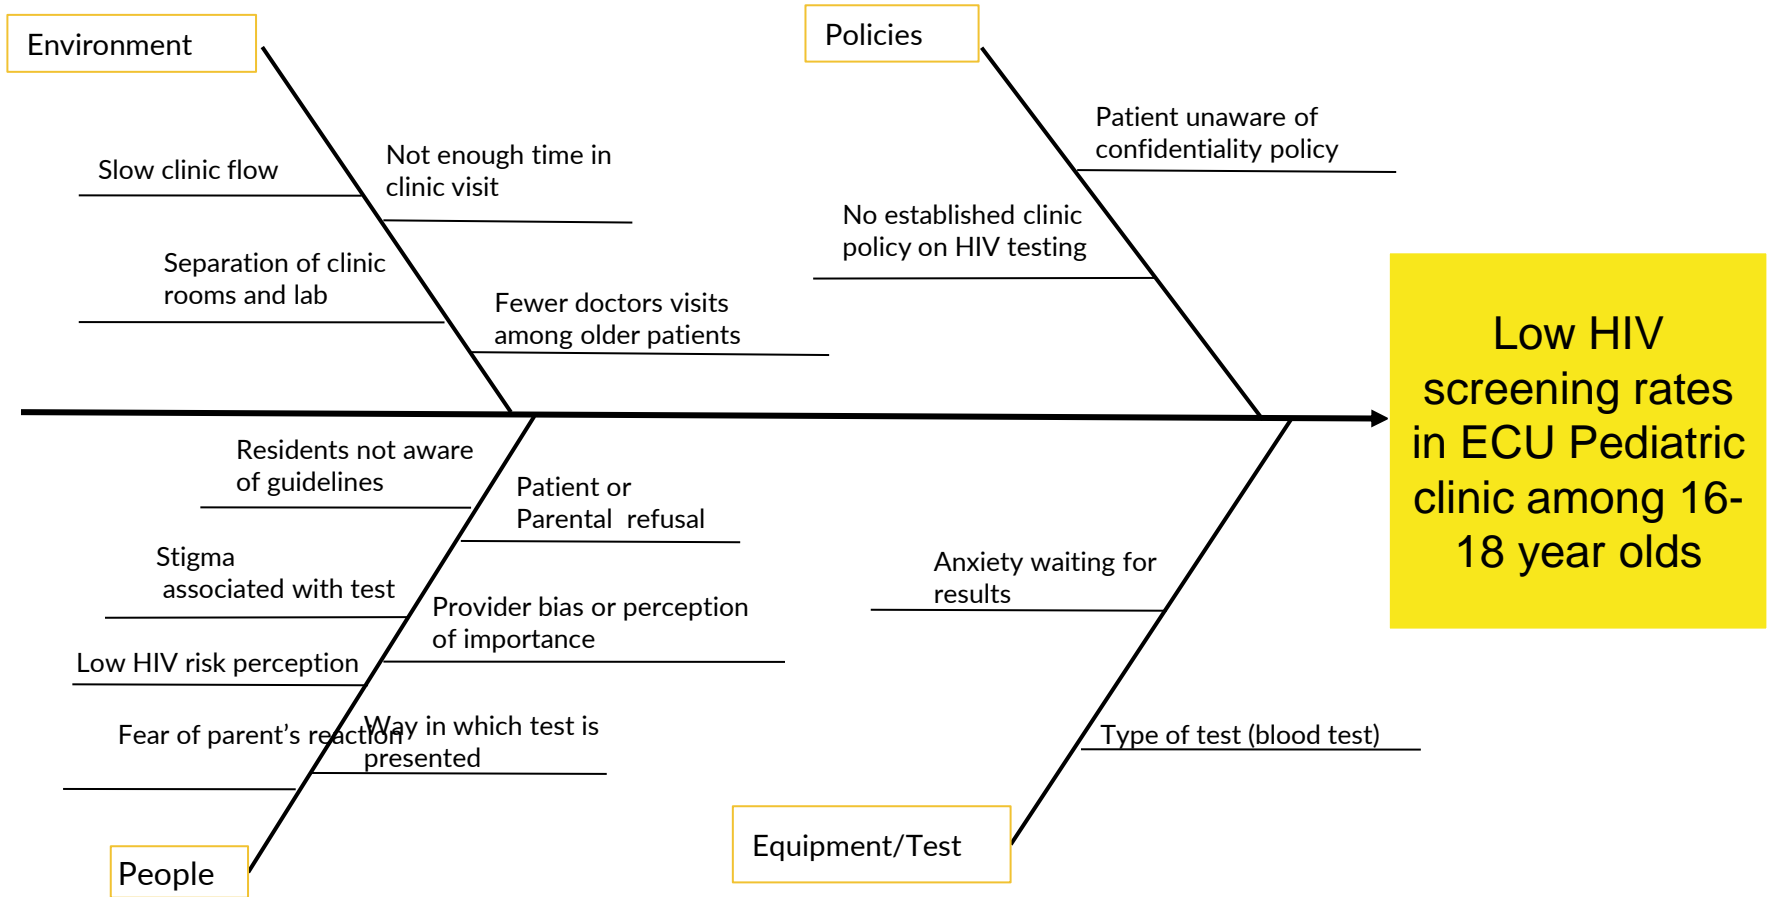 Environment
Policies
Slow clinic flow
Not enough time in
clinic visit
Separation of clinic
rooms and lab
Fewer doctors visits
among older patients
Patient unaware of
confidentiality policy
No established clinic
policy on HIV testing
Low HIV
screening rates
in ECU Pediatric
clinic among 16-
18 year olds
Residents not aware
of guidelines
Patient or
Parental refusal
Stigma
associated with test
Provider bias or perception
of importance
Low HIV risk perception
Fear of parent’s reaction
Way in which test is
presented
Anxiety waiting for
results
Type of test (blood test)
People
Equipment/Test